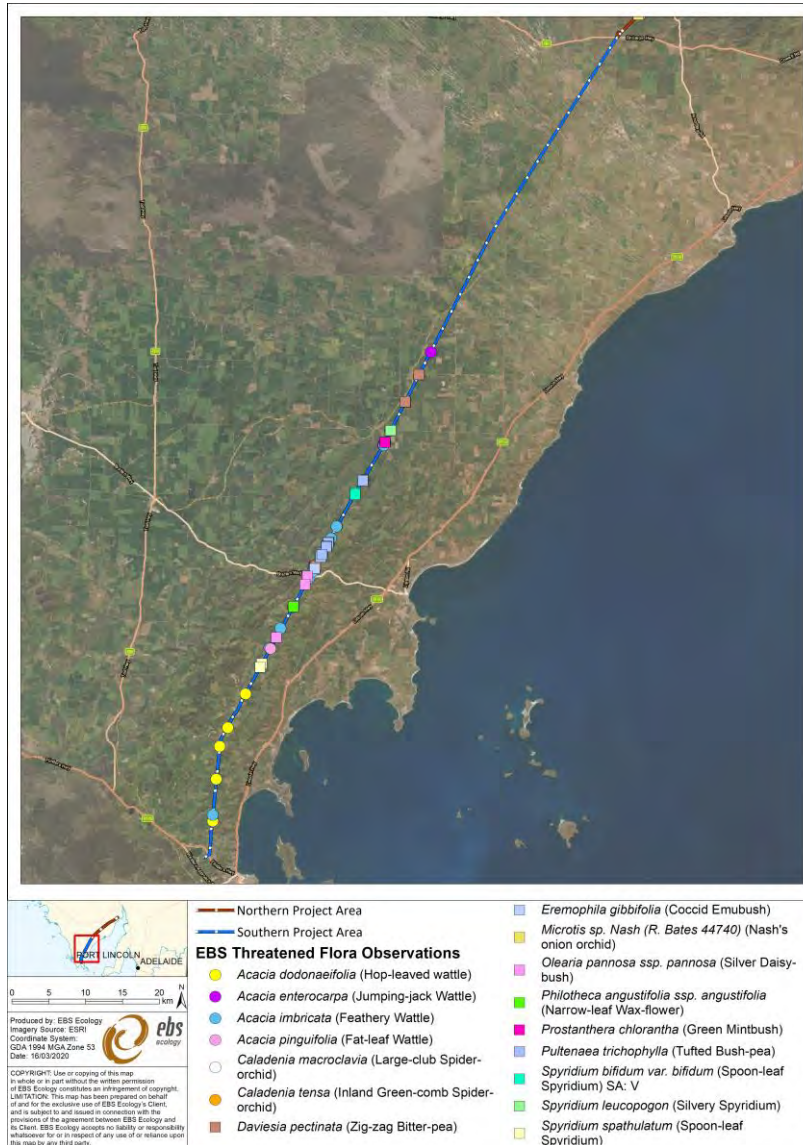 PORT LINCOLN
ADELAIDE
0 5 10 15 20
km
N
Produced by: EBS Ecology
Imagery Source: ESRI
Coordinate System:
GDA 1994 MGA Zone 53
Date: 16/03/2020
ebs
ecology
COPYRIGHT: Use or copying of this map
in whole or in part without the written permission
of EBS Ecology constitutes an infringement of copyright.
LIMITATION: This map has been prepared on behalf
of and for the exclusive use of EBS Ecology's Client,
and is subject to and issued in connection with the
provisions of the agreement between EBS Ecology and
its Client. EBS Ecology accepts no liability or responsibility
whatsoever for or in respect of any use of or reliance upon
this map by any third party.
Northern Project Area
Southern Project Area
EBS Threatened Flora Observations
Acacia dodonaeifolia (Hop-leaved wattle)
Acacia enterocarpa (Jumping-jack Wattle)
Acacia imbricata (Feathery Wattle)
Acacia pinguifolia (Fat-leaf Wattle)
Caladenia macroclavia (Large-club Spider-
orchid)
Caladenia tensa (Inland Green-comb Spider-
orchid)
Daviesia pectinata (Zig-zag Bitter-pea)
Eremophila gibbifolia (Coccid Emubush)
Microtis sp. Nash (R. Bates 44740) (Nash's
onion orchid)
Olearia pannosa ssp. pannosa (Silver Daisy-
bush)
Philotheca angustifolia ssp. angustifolia
(Narrow-leaf Wax-flower)
Prostanthera chlorantha (Green Mintbush)
Pultenaea trichophylla (Tufted Bush-pea)
Spyridium bifidum var. bifidum (Spoon-leaf
Spyridium) SA: V
Spyridium leucopogon (Silvery Spyridium)
Spyridium spathulatum (Spoon-leaf
Spyridium)